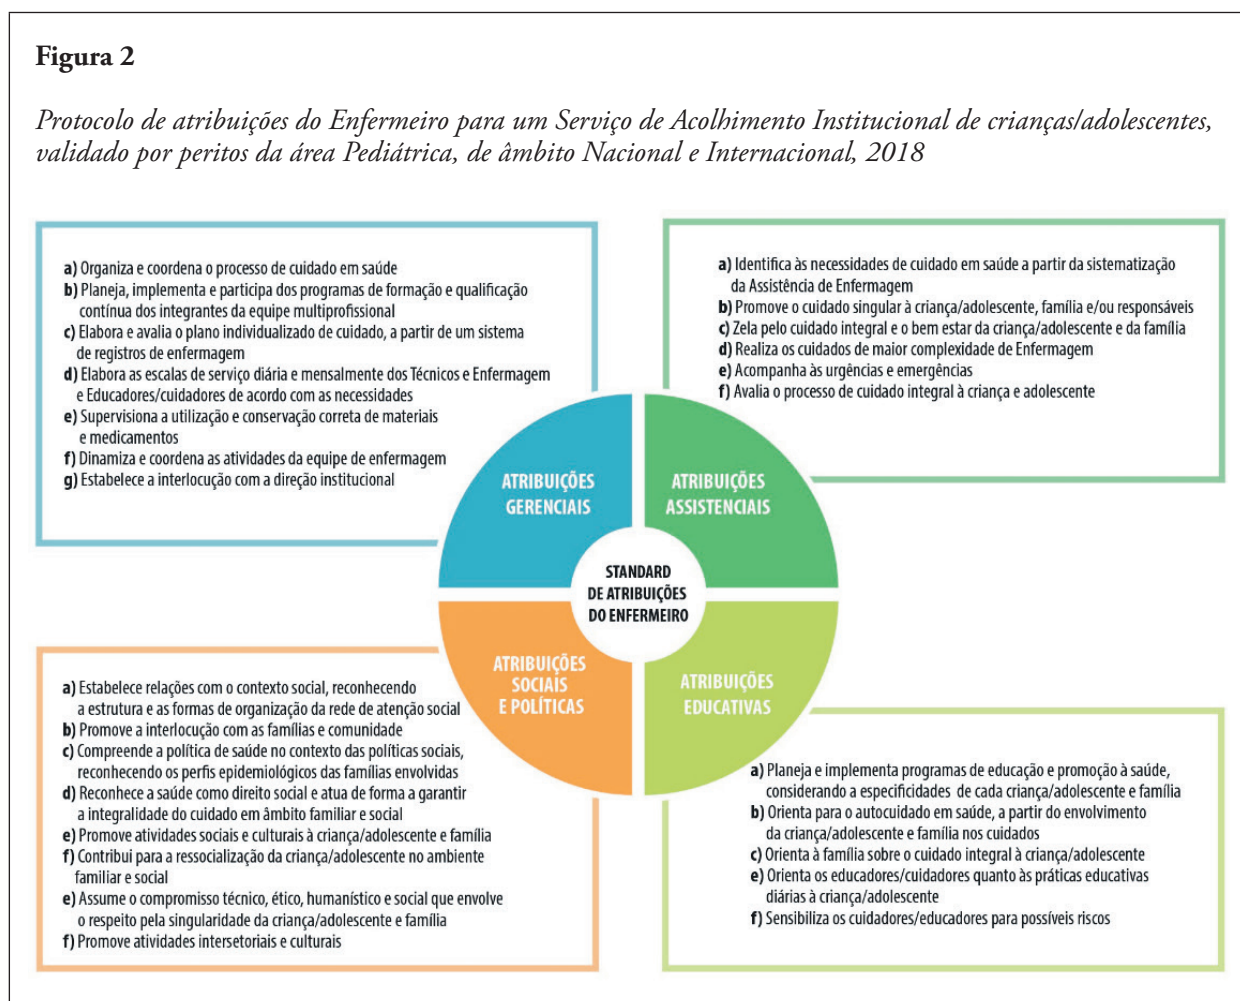 Figura 2
Protocolo de atribuições do Enfermeiro para um Serviço de Acolhimento Institucional de crianças/adolescentes,
validado por peritos da área Pediátrica, de âmbito Nacional e Internacional, 2018
a) Organiza e coordena o processo de cuidado em saúde
b) Planeja, implementa e participa dos programas de formação e qualificação
contínua dos integrantes da equipe multiprofissional
c) Elabora e avalia o plano individualizado de cuidado, a partir de um sistema
de registros de enfermagem
d) Elabora as escalas de serviço diária e mensalmente dos Técnicos e Enfermagem
e Educadores/cuidadores de acordo com as necessidades
e) Supervisiona a utilização e conservação correta de materiais
e medicamentos
f) Dinamiza e coordena as atividades da equipe de enfermagem
g) Estabelece a interlocução com a direção institucional
a) Identifica às necessidades de cuidado em saúde a partir da sistematização
da Assistência de Enfermagem
b) Promove o cuidado singular à criança/adolescente, família e/ou responsáveis
c) Zela pelo cuidado integral e o bem estar da criança/adolescente e da família
d) Realiza os cuidados de maior complexidade de Enfermagem
e) Acompanha às urgências e emergências
f) Avalia o processo de cuidado integral à criança e adolescente
ATRIBUIÇÕES
GERENCIAIS
ATRIBUIÇÕES
ASSISTENCIAIS
STANDARD
DE ATRIBUIÇÕES
DO ENFERMEIRO
ATRIBUIÇÕES
SOCIAIS
E POLÍTICAS
ATRIBUIÇÕES
EDUCATIVAS
a) Estabelece relações com o contexto social, reconhecendo
a estrutura e as formas de organização da rede de atenção social
b) Promove a interlocução com as famílias e comunidade
c) Compreende a política de saúde no contexto das políticas sociais,
reconhecendo os perfis epidemiológicos das famílias envolvidas
d) Reconhece a saúde como direito social e atua de forma a garantir
a integralidade do cuidado em âmbito familiar e social
e) Promove atividades sociais e culturais à criança/adolescente e família
f) Contribui para a ressocialização da criança/adolescente no ambiente
familiar e social
e) Assume o compromisso técnico, ético, humanístico e social que envolve
o respeito pela singularidade da criança/adolescente e família
f) Promove atividades intersetoriais e culturais
a) Planeja e implementa programas de educação e promoção à saúde,
considerando a especificidades de cada criança/adolescente e família
b) Orienta para o autocuidado em saúde, a partir do envolvimento
da criança/adolescente e família nos cuidados
c) Orienta à família sobre o cuidado integral à criança/adolescente
e) Orienta os educadores/cuidadores quanto às práticas educativas
diárias à criança/adolescente
f) Sensibiliza os cuidadores/educadores para possíveis riscos